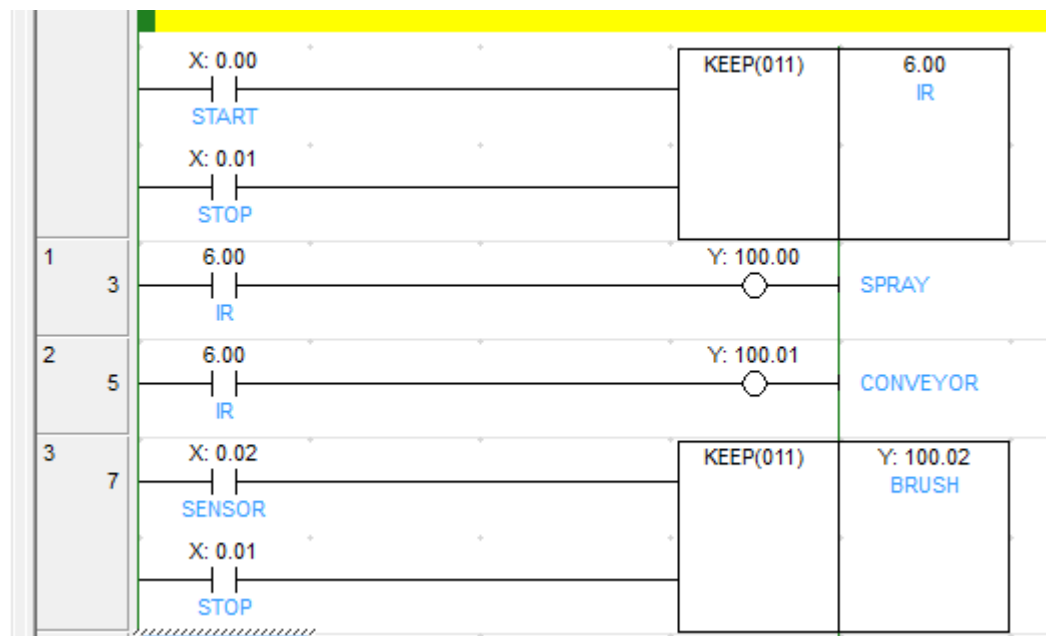 X: 0.00
KEEP(011)
6.00
START
IR
X: 0.01
STOP
1
6.00
Y: 100.00
3
SPRAY
IR
2
6.00
Y: 100.01
5
CONVEYOR
IR
3
X: 0.02
KEEP(011)
Y: 100.02
7
BRUSH
SENSOR
X: 0.01
STOP